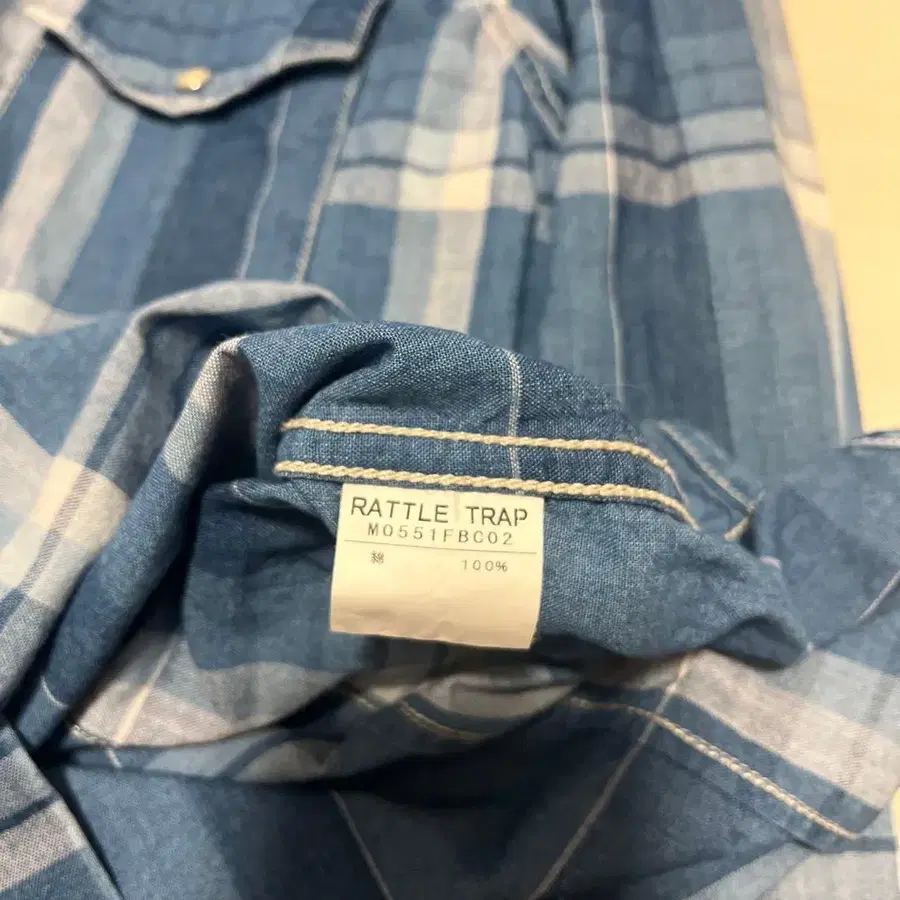 RATTLE TRAP
M0551FBC02
綿 100%